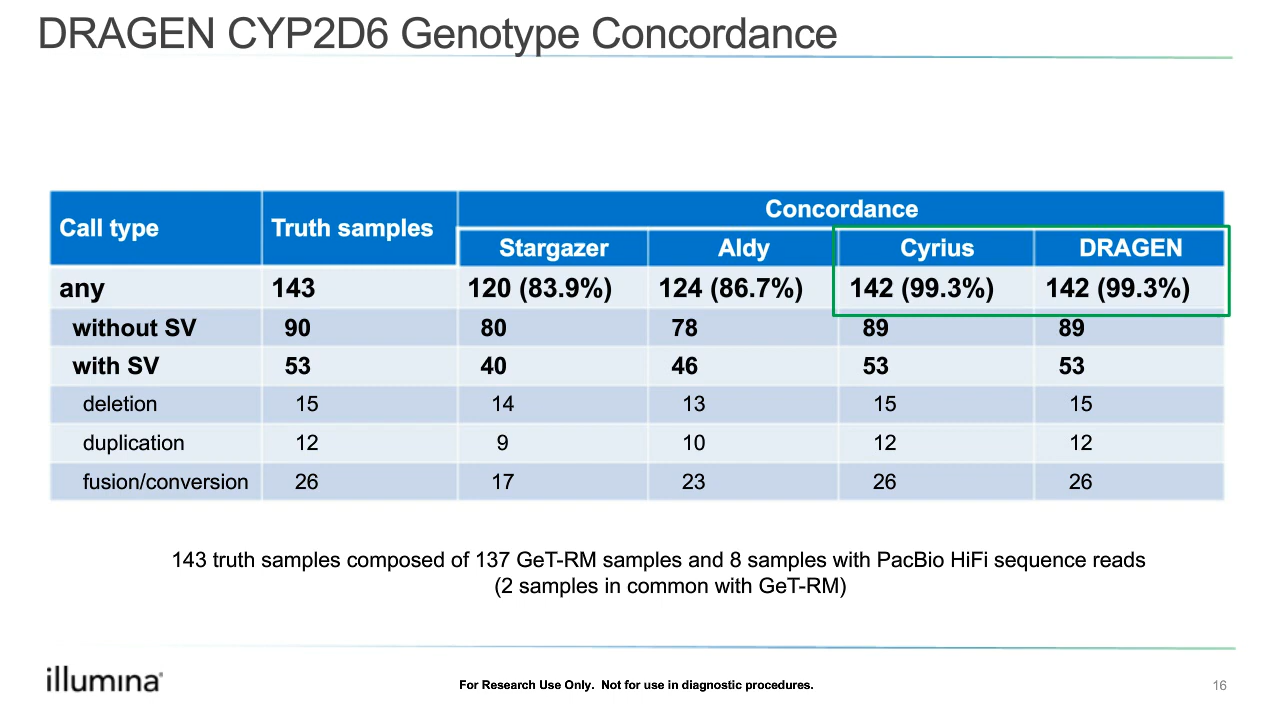 DRAGEN CYP2D6 Genotype Concordance
Call type Truth samples Concordance
Stargazer Aldy Cyrius DRAGEN
any 143 120 (83.9%) 124 (86.7%) 142 (99.3%) 142 (99.3%)
without SV 90 80 78 89 89
with SV 53 40 46 53 53
deletion 15 14 13 15 15
duplication 12 9 10 12 12
fusion/conversion 26 17 23 26 26
143 truth samples composed of 137 GeT-RM samples and 8 samples with PacBio HiFi sequence reads
(2 samples in common with GeT-RM)
illumina®
For Research Use Only. Not for use in diagnostic procedures.
16